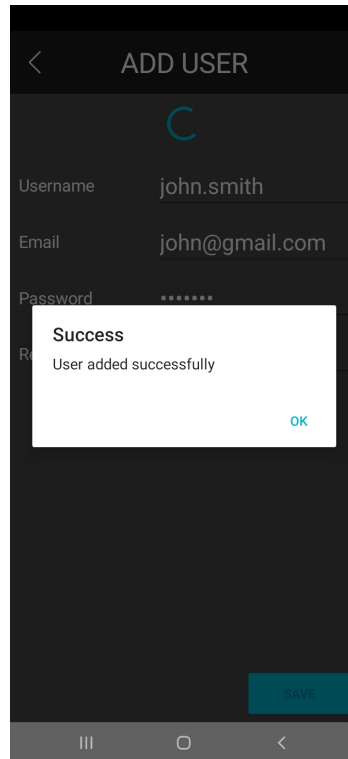 ADD USER
Username john.smith
Email john@gmail.com
Password •••••••
Success
User added successfully
OK
SAVE